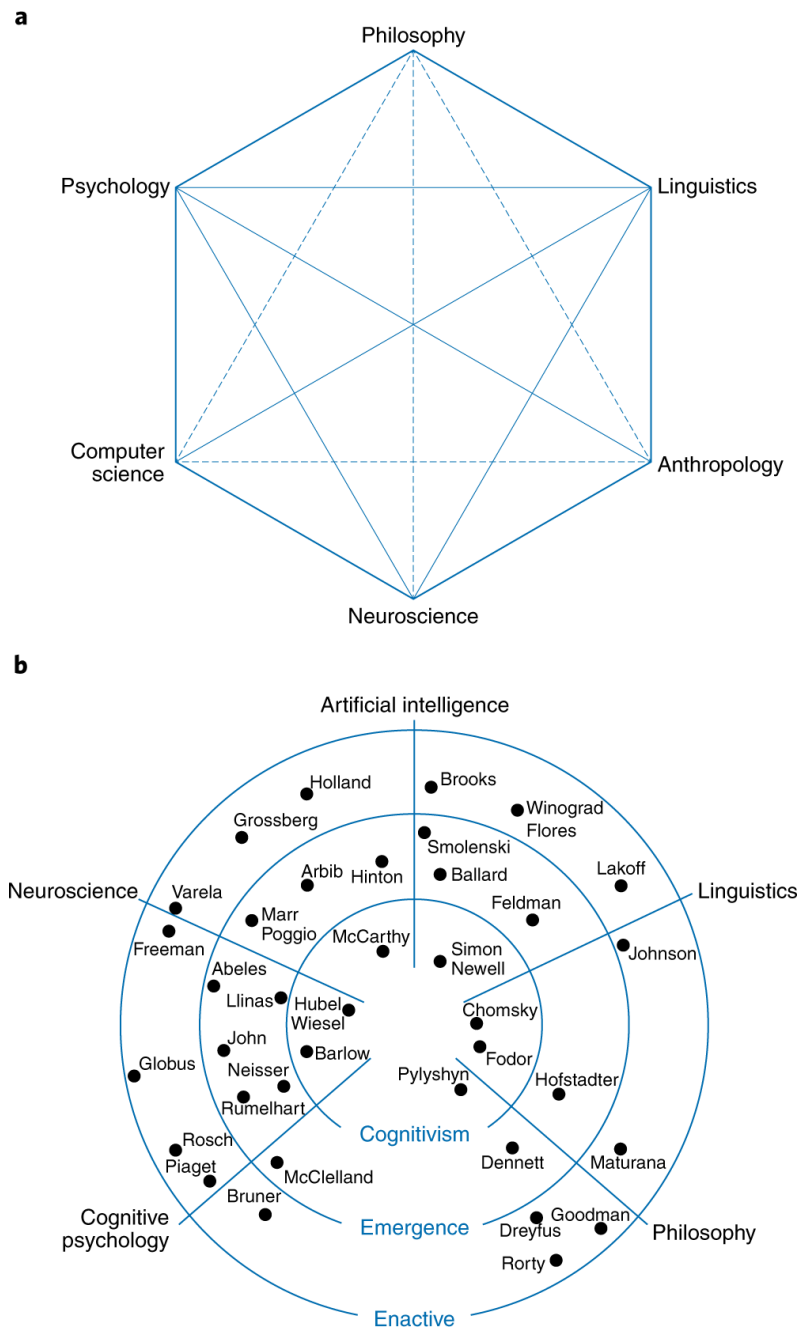 a
Philosophy
Psychology
Linguistics
Computer
science
Anthropology
Neuroscience
b
Artificial intelligence
Holland
Brooks
Winograd
Flores
Grossberg
Smolenski
Arbib
Hinton
Ballard
Lakoff
Neuroscience
Varela
Linguistics
Marr
Poggio
Feldman
Freeman
McCarthy
Simon
Newell
Johnson
Abeles
Llinas
Hubel
Wiesel
Chomsky
John
Barlow
Fodor
Globus
Neisser
Pylyshyn
Hofstadter
Rumelhart
Cognitivism
Rosch
Piaget
McClelland
Dennett
Maturana
Bruner
Cognitive
psychology
Emergence
Dreyfus
Goodman
Philosophy
Rorty
Enactive